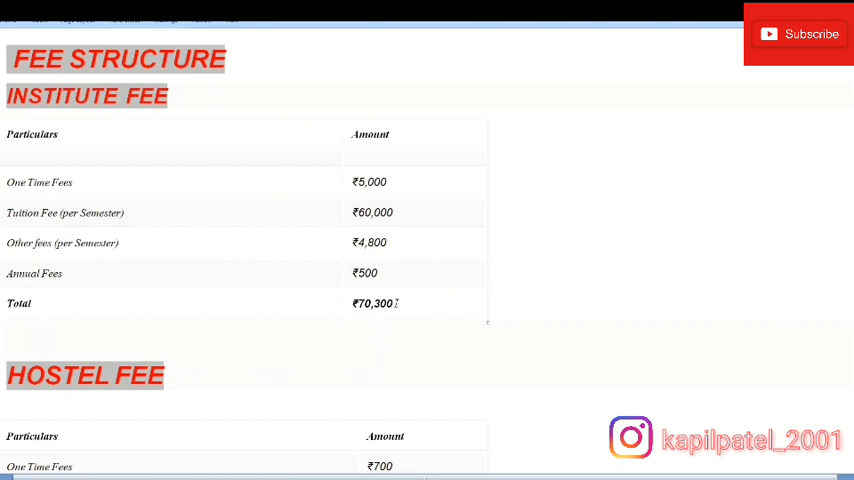 Subscribe
FEE STRUCTURE
INSTITUTE FEE
Particulars Amount
One Time Fees ₹5,000
Tuition Fee (per Semester) ₹60,000
Other fees (per Semester) ₹4,800
Annual Fees ₹500
Total ₹70,300
HOSTEL FEE
Particulars Amount
One Time Fees ₹700
kapilpatel_2001